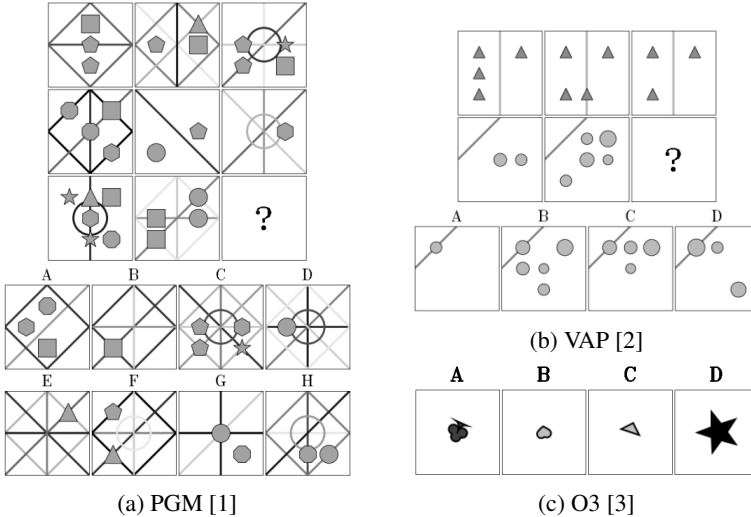 ?
A B C D
E F G H
(a) PGM [1]
?
A B C D
(b) VAP [2]
A B C D
(c) O3 [3]